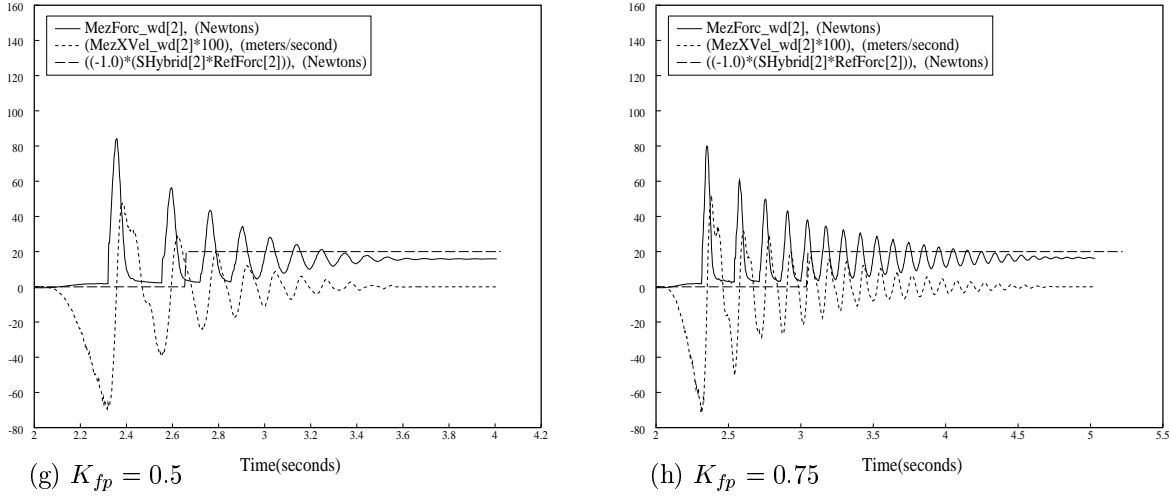 160
140
120
100
80
60
40
20
0
-20
-40
-60
-80
MezForc_wd[2], (Newtons)
(MezXVel_wd[2]*100), (meters/second)
((-1.0)*(SHybrid[2]*RefForc[2])), (Newtons)
2 2.2 2.4 2.6 2.8 3 3.2 3.4 3.6 3.8 4 4.2
Time(seconds)
(g) K_{fp} = 0.5
160
140
120
100
80
60
40
20
0
-20
-40
-60
-80
MezForc_wd[2], (Newtons)
(MezXVel_wd[2]*100), (meters/second)
((-1.0)*(SHybrid[2]*RefForc[2])), (Newtons)
2 2.5 3 3.5 4 4.5 5 5.5
Time(seconds)
(h) K_{fp} = 0.75